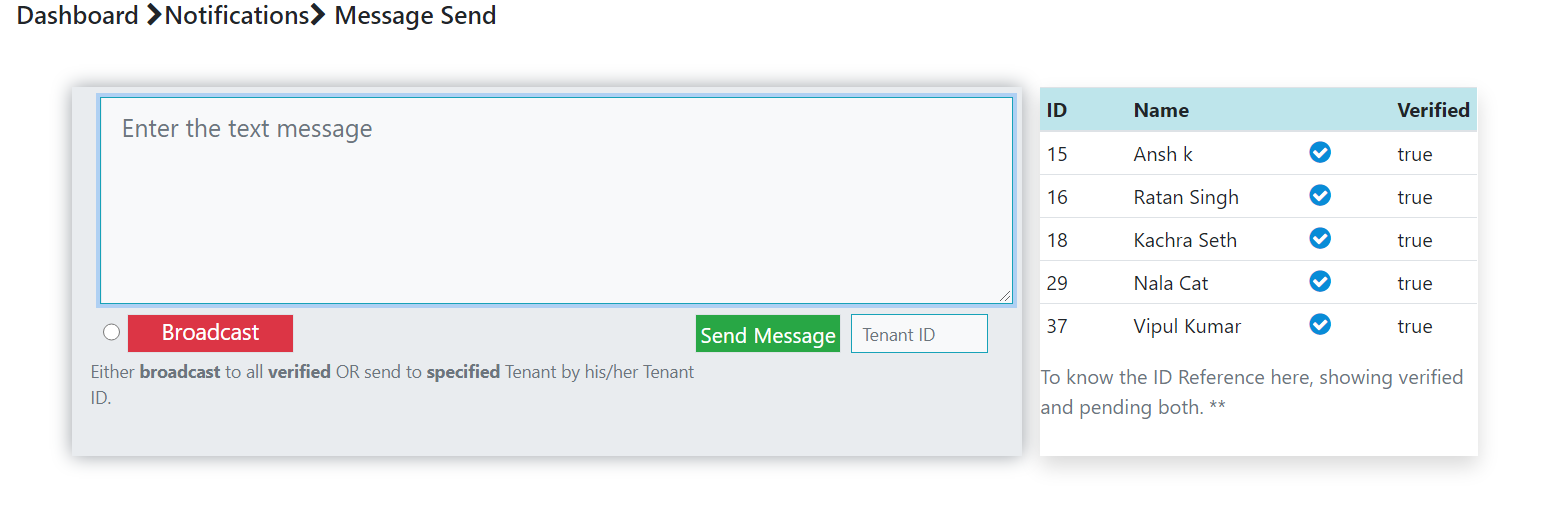 Dashboard Notifications Message Send
Enter the text message
Broadcast
Send Message
Tenant ID
Either broadcast to all verified OR send to specified Tenant by his/her Tenant
ID.
ID Name Verified
15 Ansh k true
16 Ratan Singh true
18 Kachra Seth true
29 Nala Cat true
37 Vipul Kumar true
To know the ID Reference here, showing verified
and pending both. **